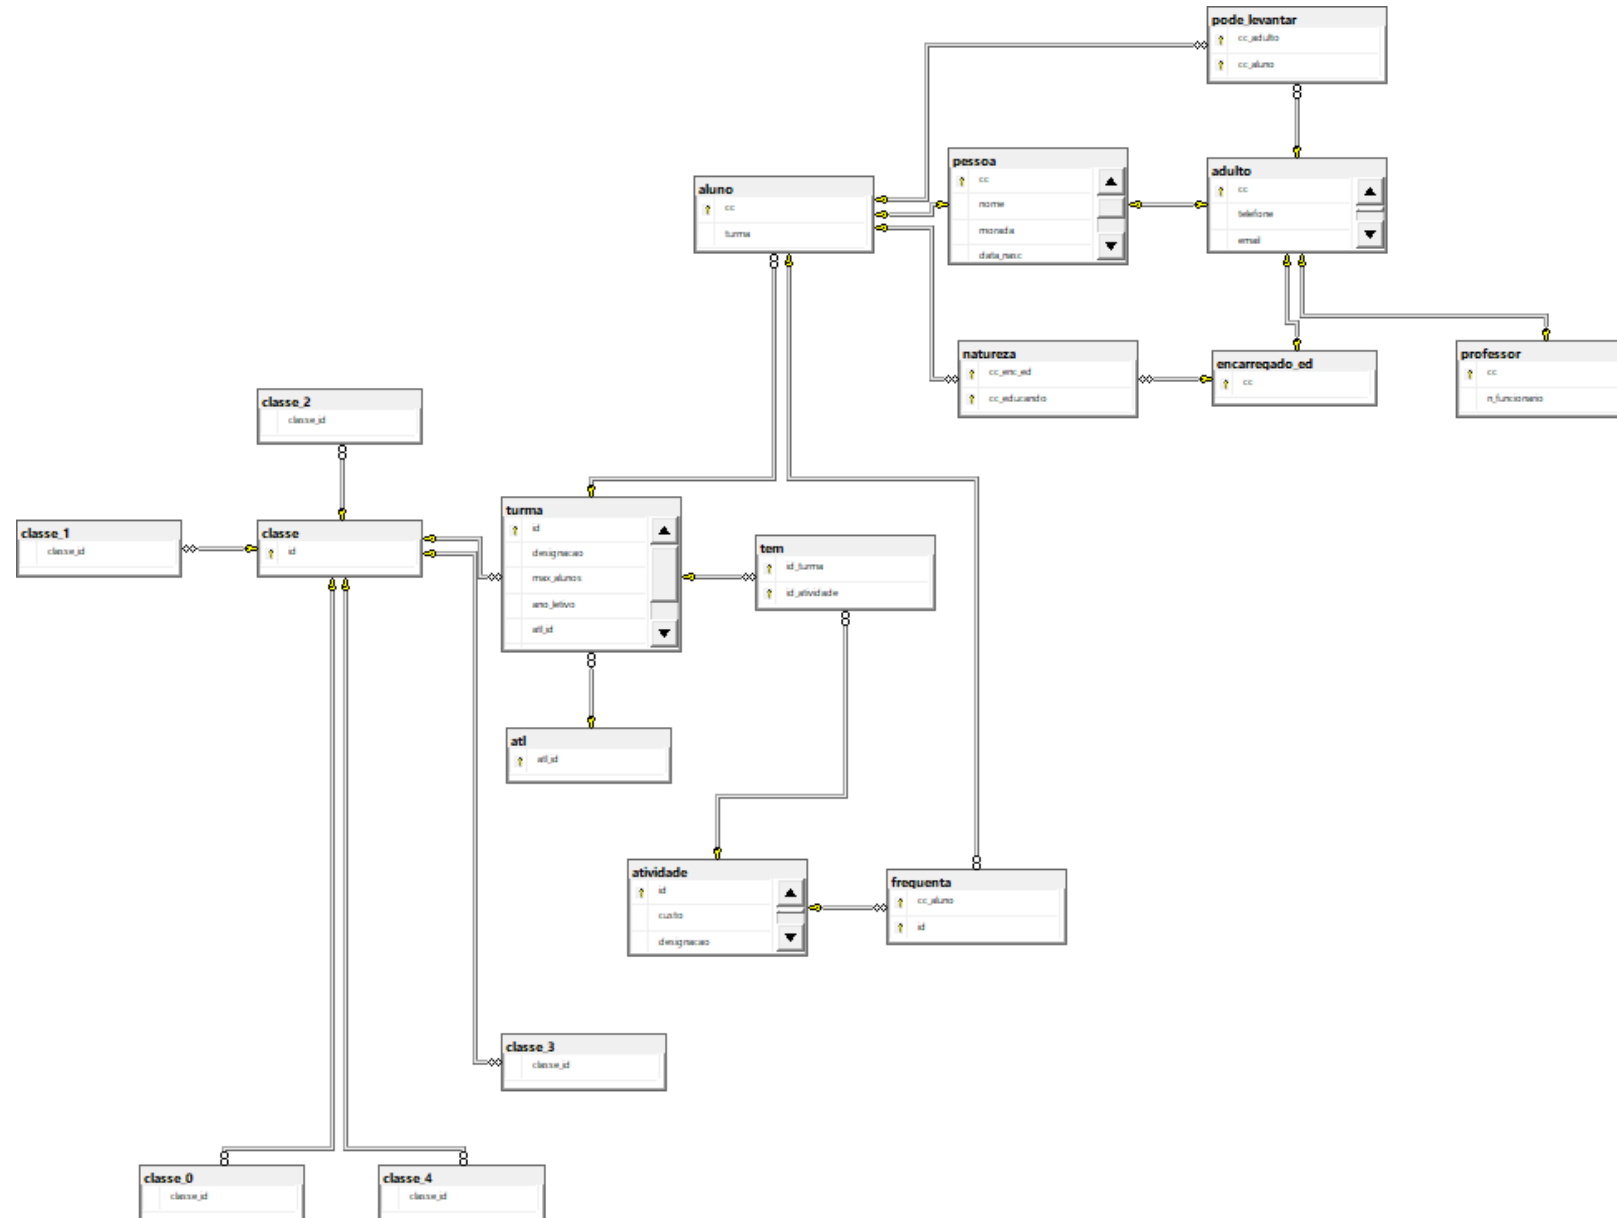 pode_levantar
cc_adulto
cc_aluno
pessoa
cc
nome
morada
data_nasc
adulto
cc
telefone
email
aluno
cc
turma
natureza
cc_enc_ed
cc_educando
encarregado_ed
cc
professor
cc
n_funcionario
classe_2
classe_id
classe_1
classe_id
classe
id
turma
id
designacao
max_alunos
ano_letivo
atl_id
tem
id_turma
id_atividade
atl
atl_id
atividade
id
custo
designacao
frequenta
cc_aluno
id
classe_3
classe_id
classe_0
classe_id
classe_4
classe_id